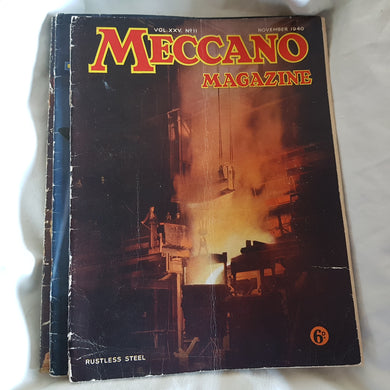 VOL. XXV. No 11
NOVEMBER 1940
MECCANO
MAGAZINE
6D
RUSTLESS STEEL